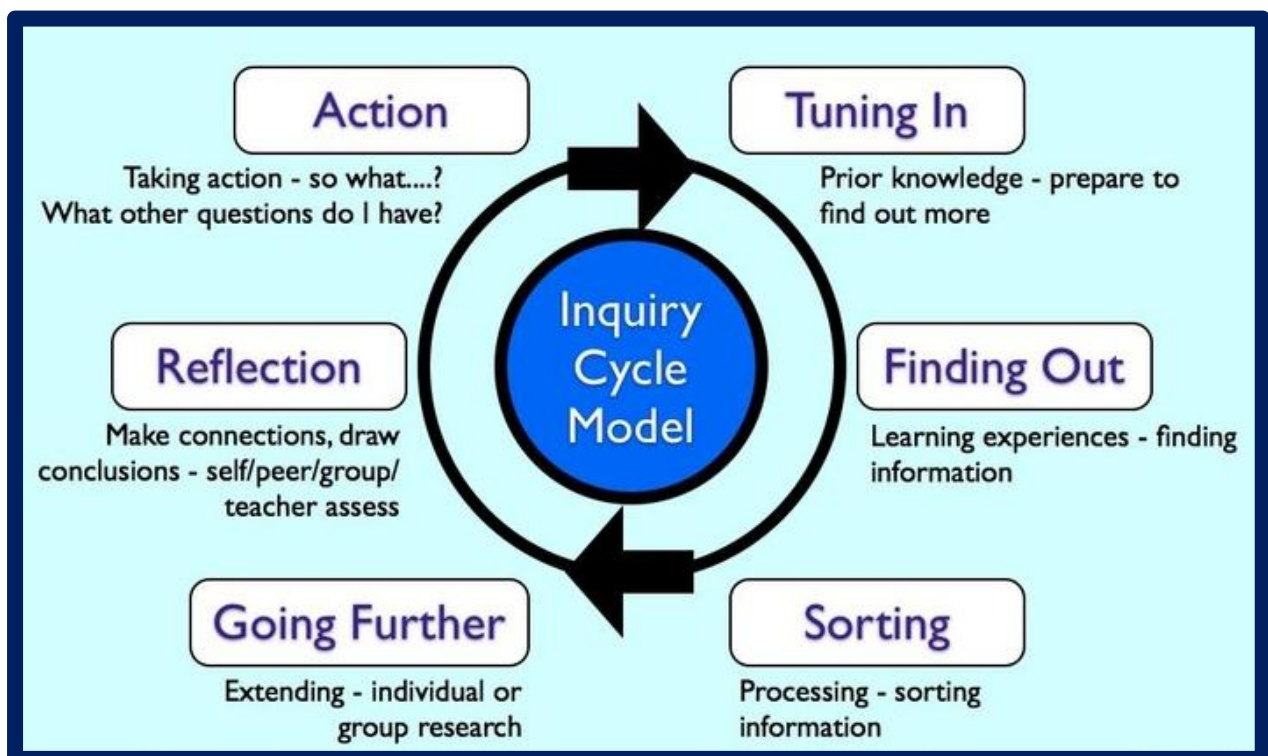 Action
Taking action - so what....?
What other questions do I have?
Tuning In
Prior knowledge - prepare to
find out more
Inquiry
Cycle
Model
Reflection
Make connections, draw
conclusions - self/peer/group/
teacher assess
Finding Out
Learning experiences - finding
information
Going Further
Extending - individual or
group research
Sorting
Processing - sorting
information